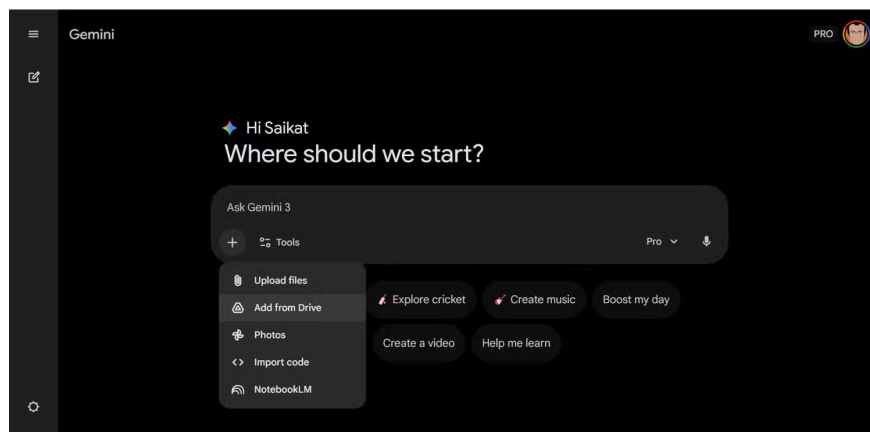 Gemini
PRO
Hi Saikat
Where should we start?
Ask Gemini 3
Tools
Pro
Upload files
Add from Drive
Photos
Import code
NotebookLM
Explore cricket
Create music
Boost my day
Create a video
Help me learn